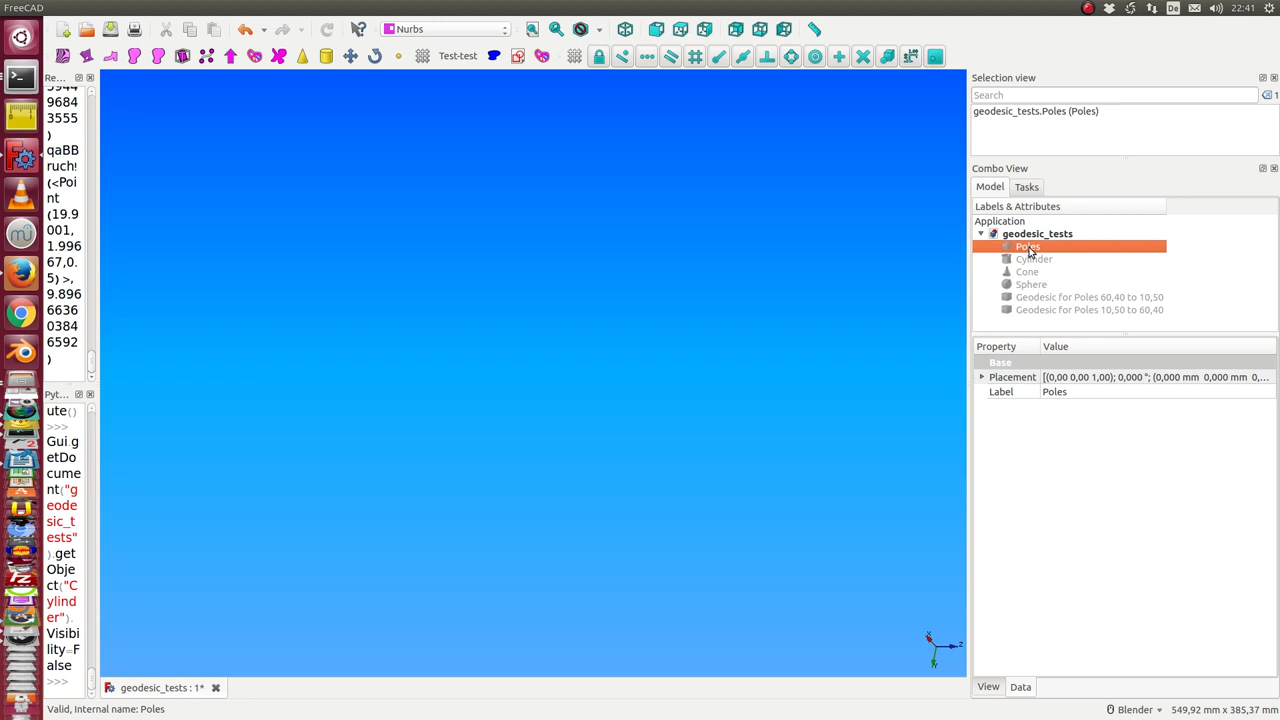 FreeCAD
De
22:41
Nurbs
Test-test
Re...
3944
9684
3555
)
qaBB
ruch!
(<Poi
nt
(19.9
001,
1.996
67,0.
5) >,
9.896
6636
0384
6592
)
Pyt...
ute()
>>>
Gui.g
etDo
cume
nt("g
eode
sic_t
ests"
).get
Obje
ct("C
ylind
er").
Visibi
lity=F
alse
>>>
Selection view
Search
1
geodesic_tests.Poles (Poles)
Combo View
Model
Tasks
Labels & Attributes
Application
geodesic_tests
Poles
Cylinder
Cone
Sphere
Geodesic for Poles 60,40 to 10,50
Geodesic for Poles 10,50 to 60,40
Property
Value
Base
Placement
[(0,00 0,00 1,00); 0,000 °; (0,000 mm 0,000 mm 0,...
Label
Poles
View
Data
X
Y
Z
geodesic_tests : 1*
Valid, Internal name: Poles
Blender
549,92 mm x 385,37 mm